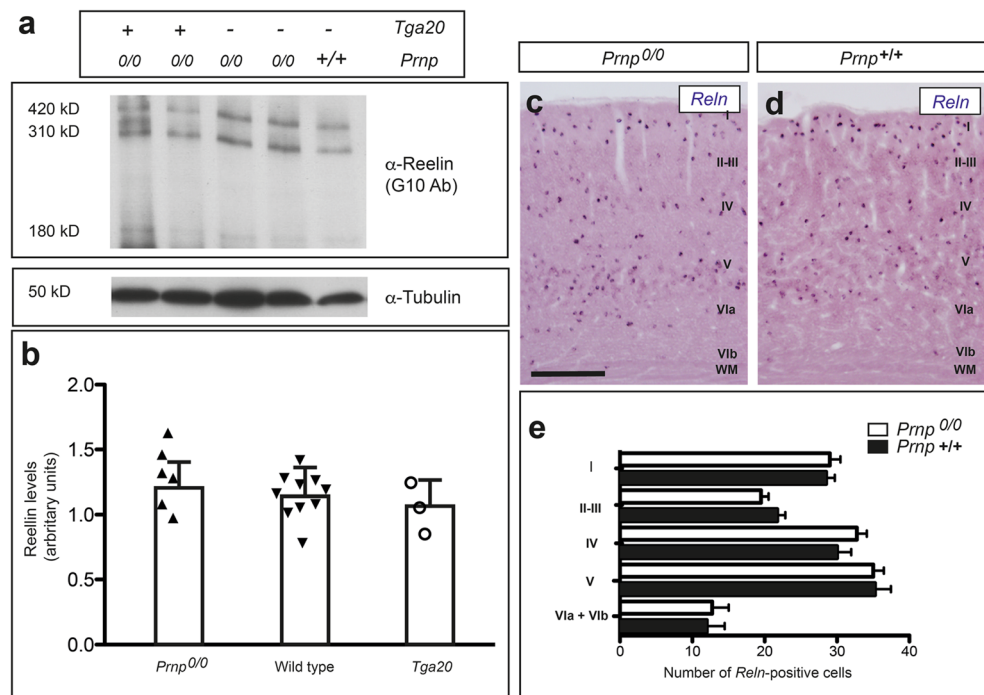 a
+ + - - - Tga20
0/0 0/0 0/0 0/0 +/+ Prnp
420 kD
310 kD
180 kD
α-Reelin
(G10 Ab)
50 kD
α-Tubulin
b
Reellin levels
(arbritary units)
2.0
1.5
1.0
0.5
0.0
Prnp0/0 Wild type Tga20
Prnp0/0 Prnp+/+
c
Reln
I
II-III
IV
V
VIa
VIb
WM
d
Reln
I
II-III
IV
V
VIa
VIb
WM
e
Prnp 0/0
Prnp +/+
I
II-III
IV
V
VIa + VIb
0 10 20 30 40
Number of Reln-positive cells